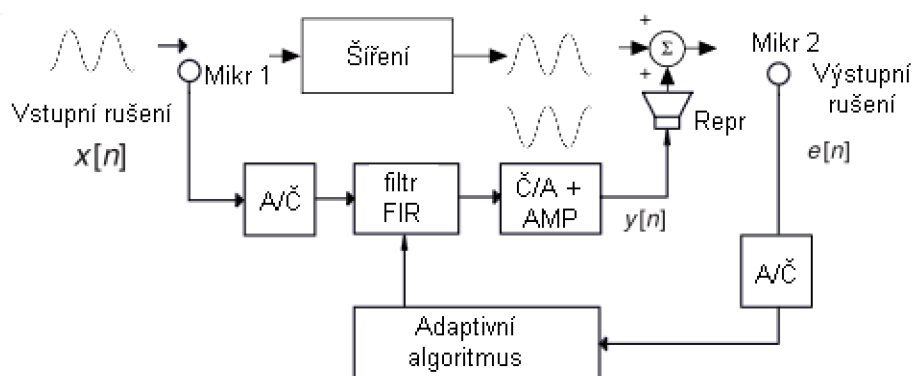 Vstupní rušení
x[n]
Mikr 1
Šíření
+
Σ
+
Repr
Mikr 2
Výstupní
rušení
e[n]
A/Č
filtr
FIR
Č/A +
AMP
y[n]
A/Č
Adaptivní
algoritmus